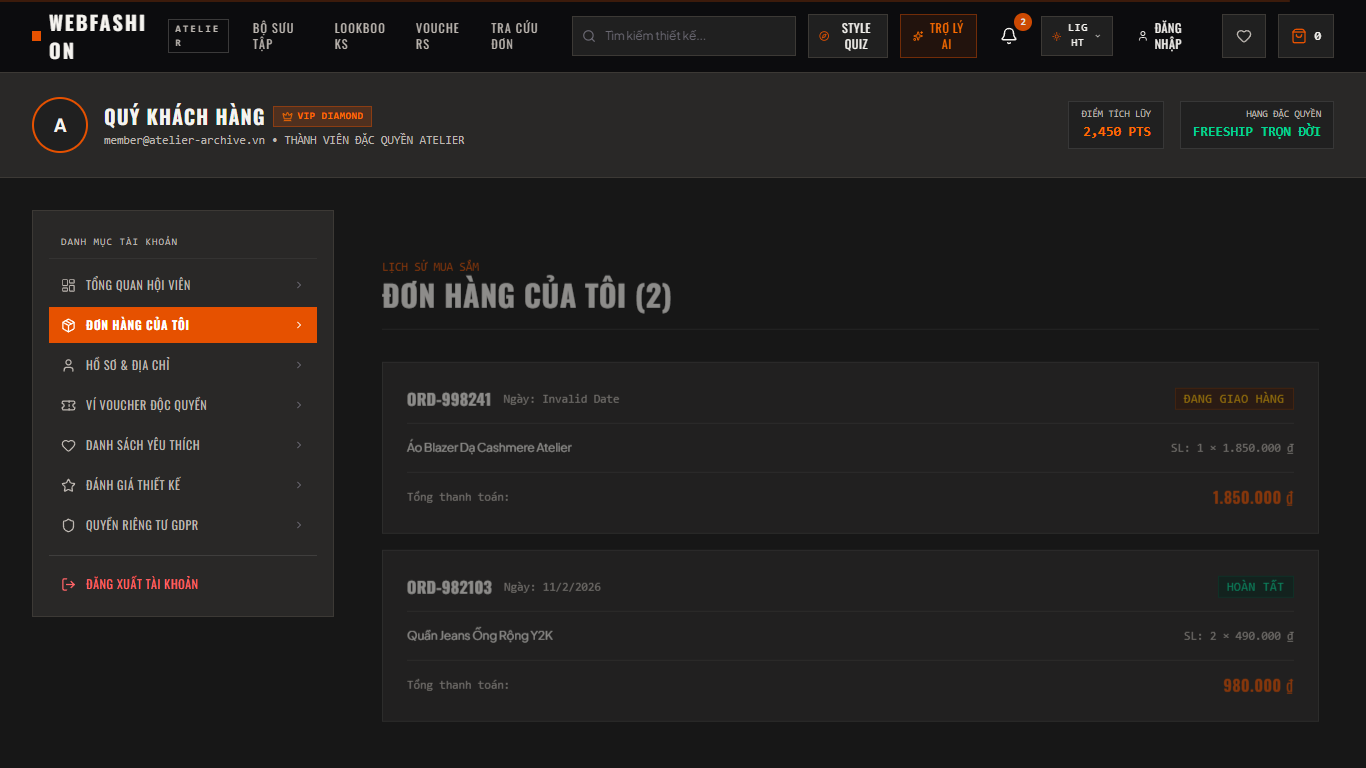 WEBFASHI
ON
ATELIE
R
BỘ SƯU
TẬP
LOOKBOO
KS
VOUCHE
RS
TRA CỨU
ĐƠN
Tìm kiếm thiết kế...
STYLE
QUIZ
TRỢ LÝ
AI
2
LIG
HT
ĐĂNG
NHẬP
0
A
QUÝ KHÁCH HÀNG
VIP DIAMOND
member@atelier-archive.vn • THÀNH VIÊN ĐẶC QUYỀN ATELIER
ĐIỂM TÍCH LŨY
2,450 PTS
HẠNG ĐẶC QUYỀN
FREESHIP TRỌN ĐỜI
DANH MỤC TÀI KHOẢN
TỔNG QUAN HỘI VIÊN
ĐƠN HÀNG CỦA TÔI
HỒ SƠ & ĐỊA CHỈ
VÍ VOUCHER ĐỘC QUYỀN
DANH SÁCH YÊU THÍCH
ĐÁNH GIÁ THIẾT KẾ
QUYỀN RIÊNG TƯ GDPR
ĐĂNG XUẤT TÀI KHOẢN
LỊCH SỬ MUA SẮM
ĐƠN HÀNG CỦA TÔI (2)
ORD-998241 Ngày: Invalid Date ĐANG GIAO HÀNG
Áo Blazer Dạ Cashmere Atelier SL: 1 × 1.850.000 ₫
Tổng thanh toán: 1.850.000 ₫
ORD-982103 Ngày: 11/2/2026 HOÀN TẤT
Quần Jeans Ống Rộng Y2K SL: 2 × 490.000 ₫
Tổng thanh toán: 980.000 ₫